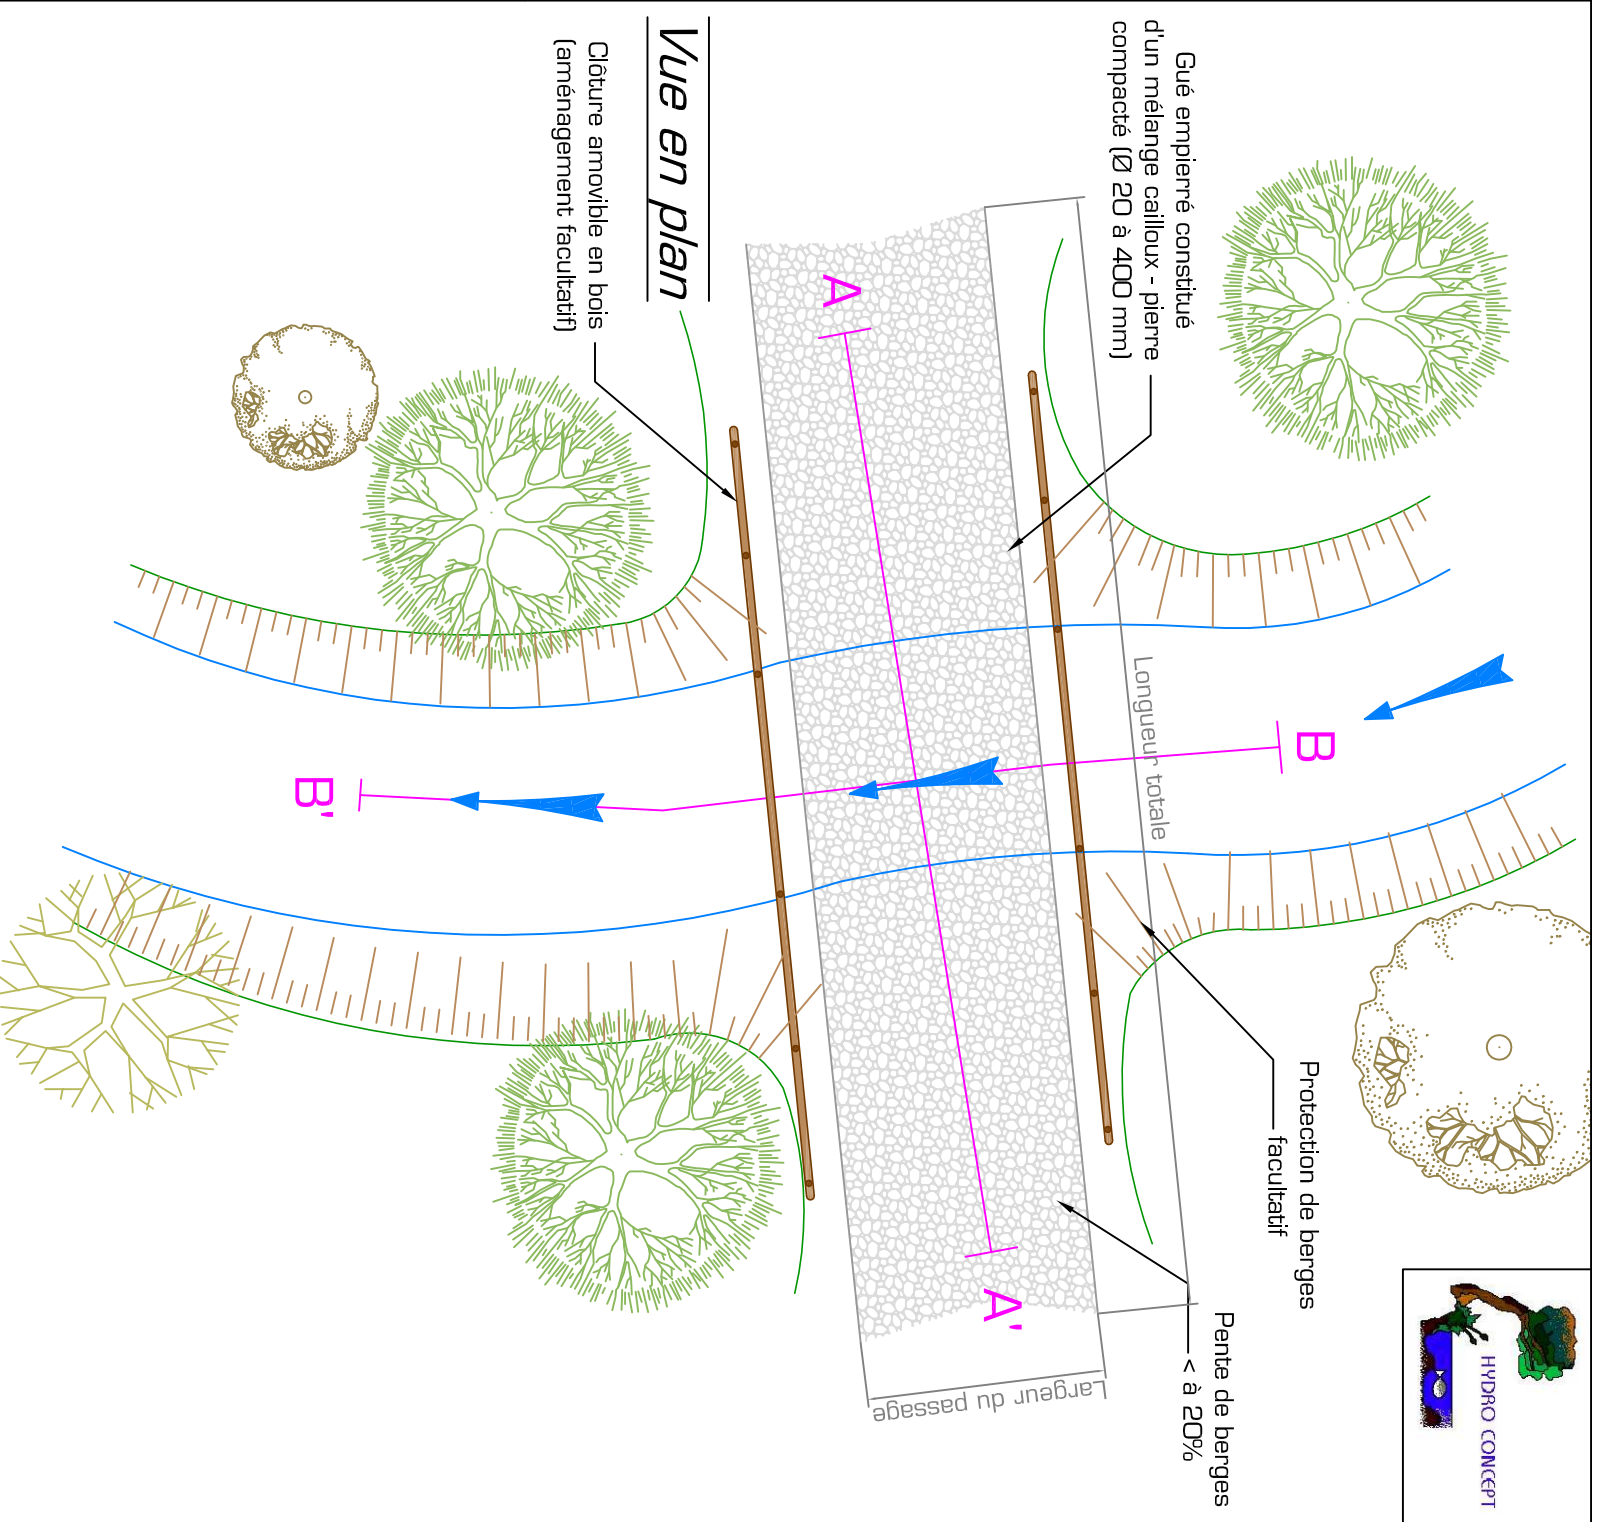 Vue en plan
Gué empierré constitué
d'un mélange cailloux - pierre
compacté (Ø 20 à 400 mm)
Clôture amovible en bois
(aménagement facultatif)
A
A'
B
B'
Longueur totale
Largeur du passage
Protection de berges
facultatif
Pente de berges
< à 20%
HYDRO CONCEPT